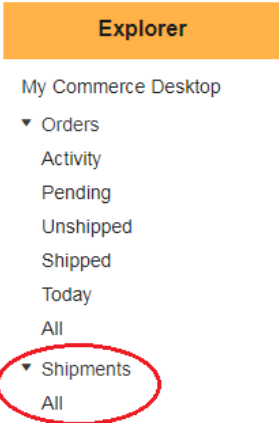 Explorer
My Commerce Desktop
Orders
Activity
Pending
Unshipped
Shipped
Today
All
Shipments
All